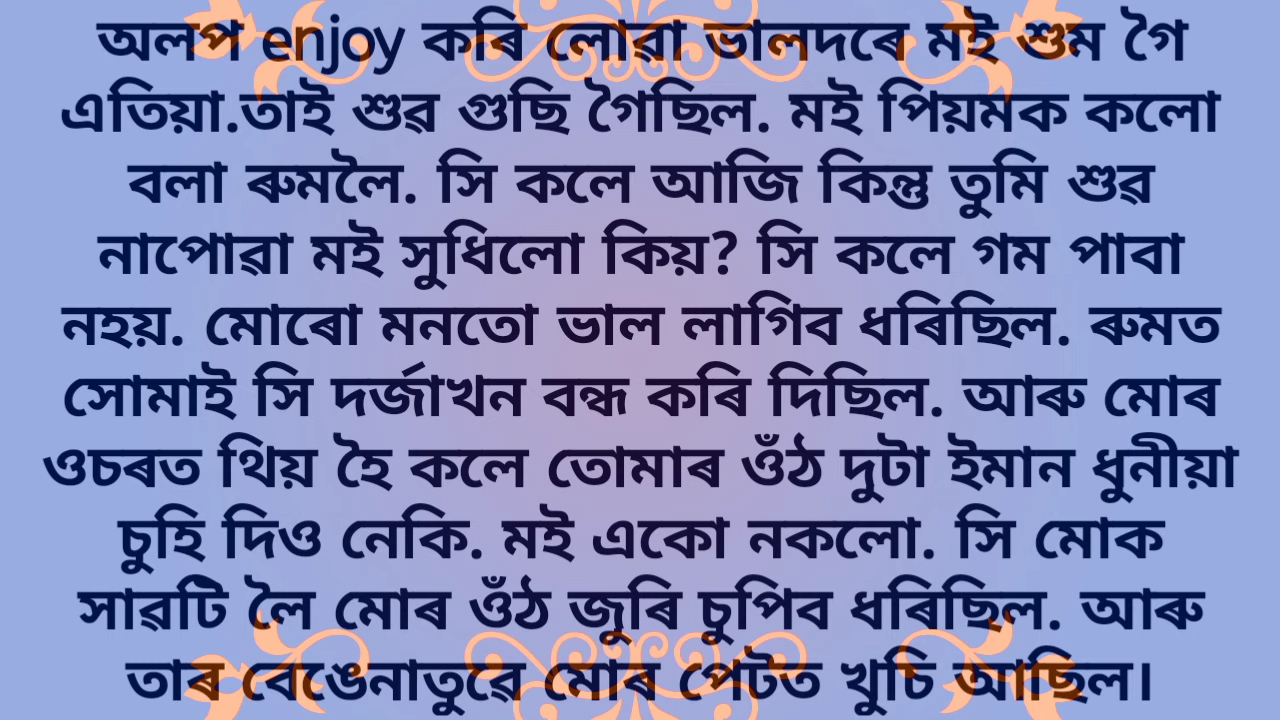 অলপ enjoy কৰি লোৱা ভালদৰে মই শুম গৈ
এতিয়া.তাই শুৱ গুছি গৈছিল. মই পিয়মক কলো
বলা ৰুমলৈ. সি কলে আজি কিন্তু তুমি শুৱ
নাপোৱা মই সুধিলো কিয়? সি কলে গম পাবা
নহয়. মোৰো মনতো ভাল লাগিব ধৰিছিল. ৰুমত
সোমাই সি দৰ্জাখন বন্ধ কৰি দিছিল. আৰু মোৰ
ওচৰত থিয় হৈ কলে তোমাৰ ওঁঠ দুটা ইমান ধুনীয়া
চুহি দিও নেকি. মই একো নকলো. সি মোক
সাৱটি লৈ মোৰ ওঁঠ জুৰি চুপিব ধৰিছিল. আৰু
তাৰ বেঙেনাতুৱে মোৰ পেটত খুচি আছিল।